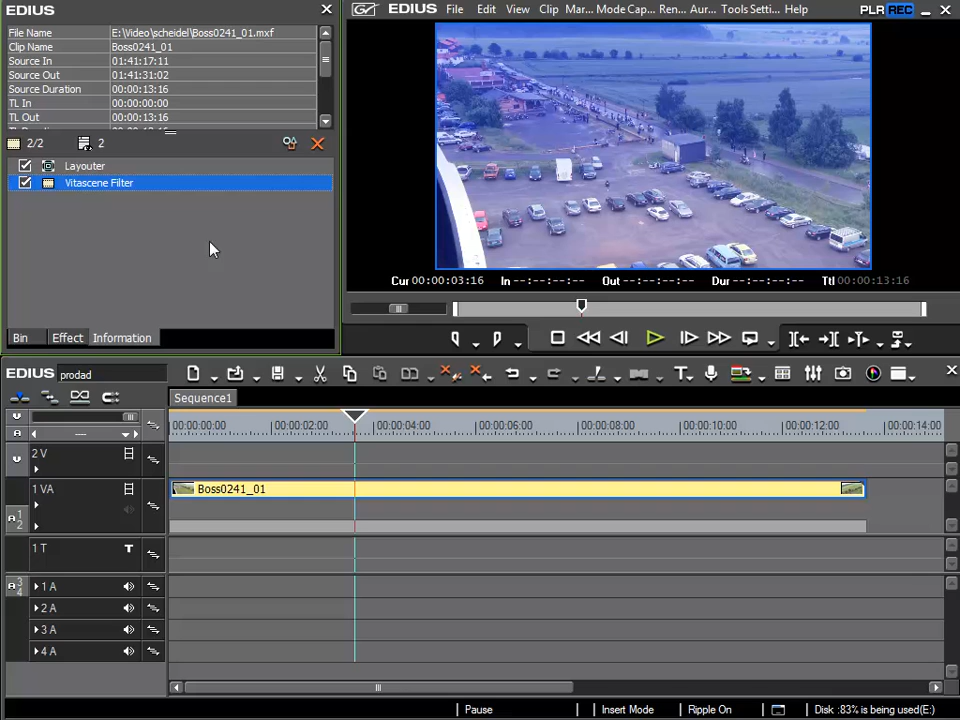 EDIUS
File Name E:\Video\scheidel\Boss0241_01.mxf
Clip Name Boss0241_01
Source In 01:41:17:11
Source Out 01:41:31:02
Source Duration 00:00:13:16
TL In 00:00:00:00
TL Out 00:00:13:16
2/2 2
Layouter
Vitascene Filter
Bin Effect Information
EDIUS File Edit View Clip Mar... Mode Cap... Ren... Aur... Tools Setti... Help PLR REC
Cur 00:00:03:16 In --:--:--:-- Out --:--:--:-- Dur --:--:--:-- Ttl 00:00:13:16
EDIUS prodad
Sequence1
00:00:00:00 00:00:02:00 00:00:04:00 00:00:06:00 00:00:08:00 00:00:10:00 00:00:12:00 00:00:14:00
2 V
1 VA Boss0241_01
A 1 2
1 T T
A 3 4 1 A
2 A
3 A
4 A
Pause Insert Mode Ripple On Disk :83% is being used(E:)